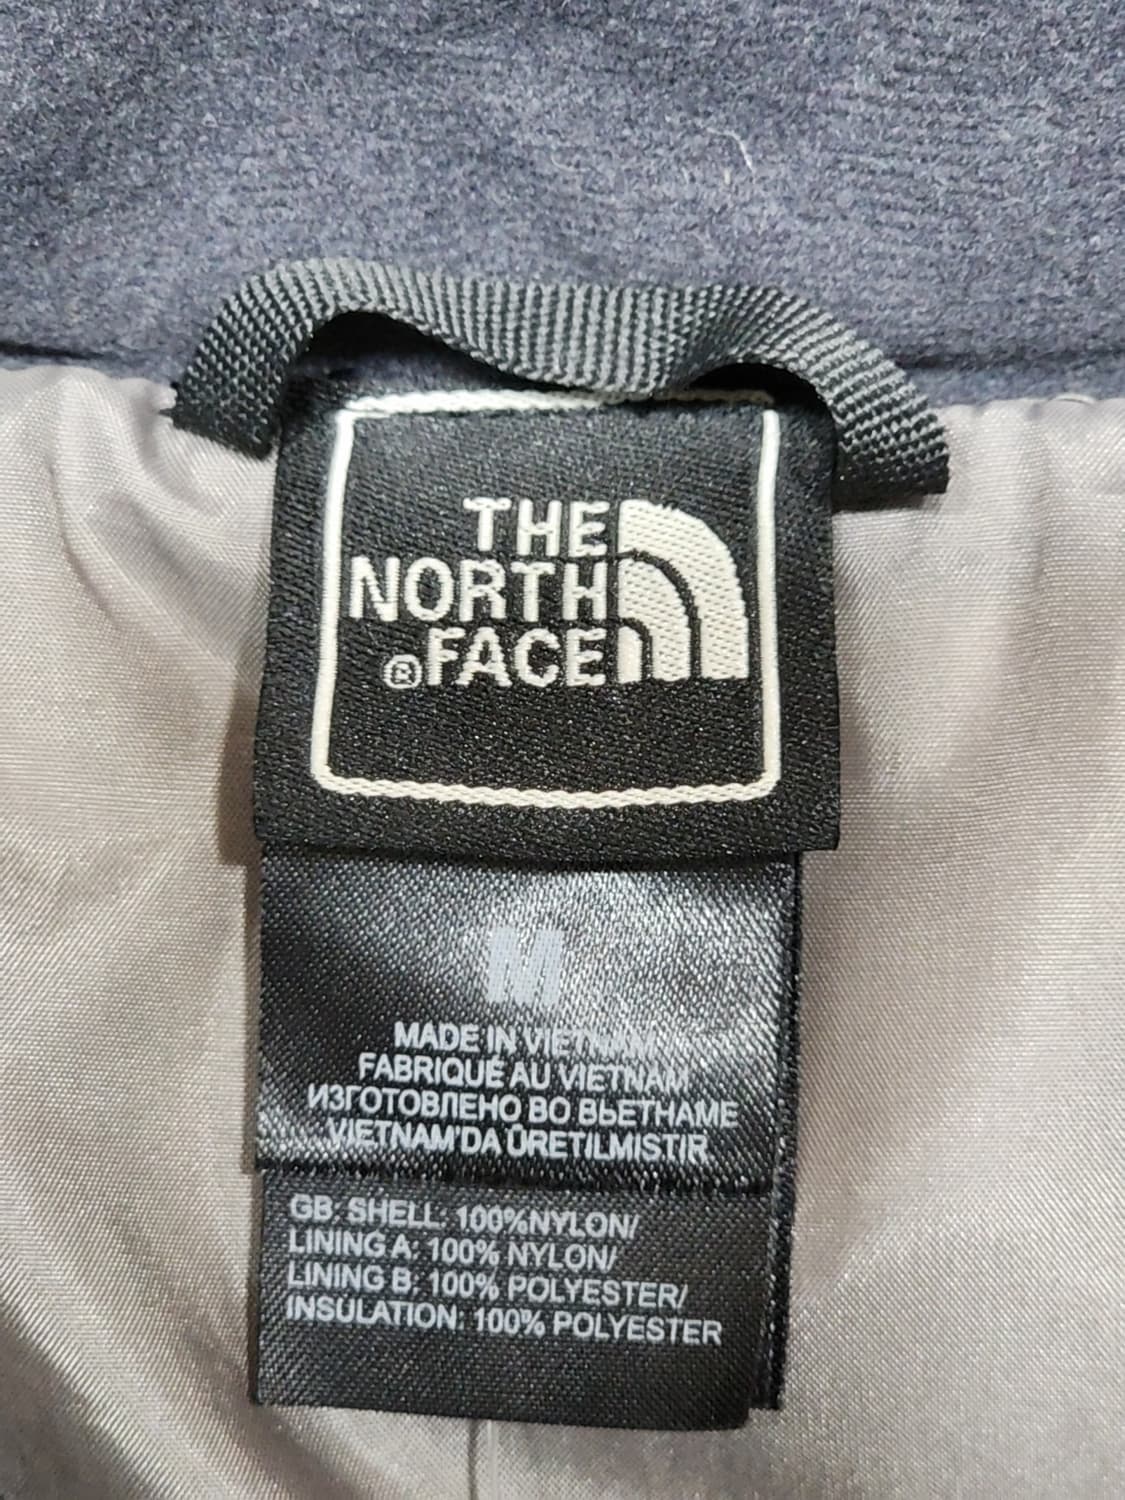 THE
NORTH
®FACE
M
MADE IN VIETNAM
FABRIQUÉ AU VIETNAM
ИЗГОТОВЛЕНО ВО ВЬЕТНАМЕ
VIETNAM'DA ÜRETILMISTIR
GB: SHELL: 100%NYLON/
LINING A: 100% NYLON/
LINING B: 100% POLYESTER/
INSULATION: 100% POLYESTER